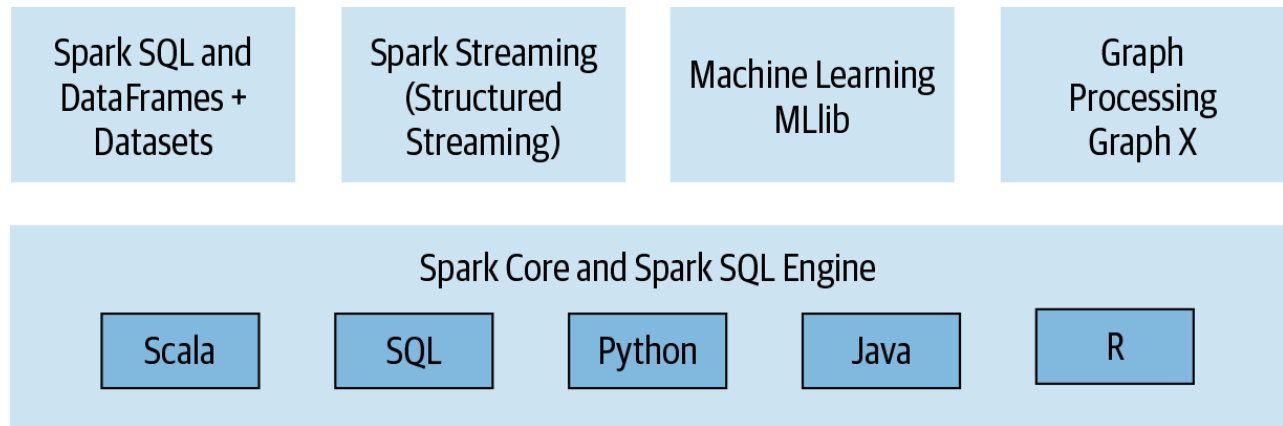 Spark SQL and
DataFrames +
Datasets
Spark Streaming
(Structured
Streaming)
Machine Learning
MLlib
Graph
Processing
Graph X
Spark Core and Spark SQL Engine
Scala
SQL
Python
Java
R